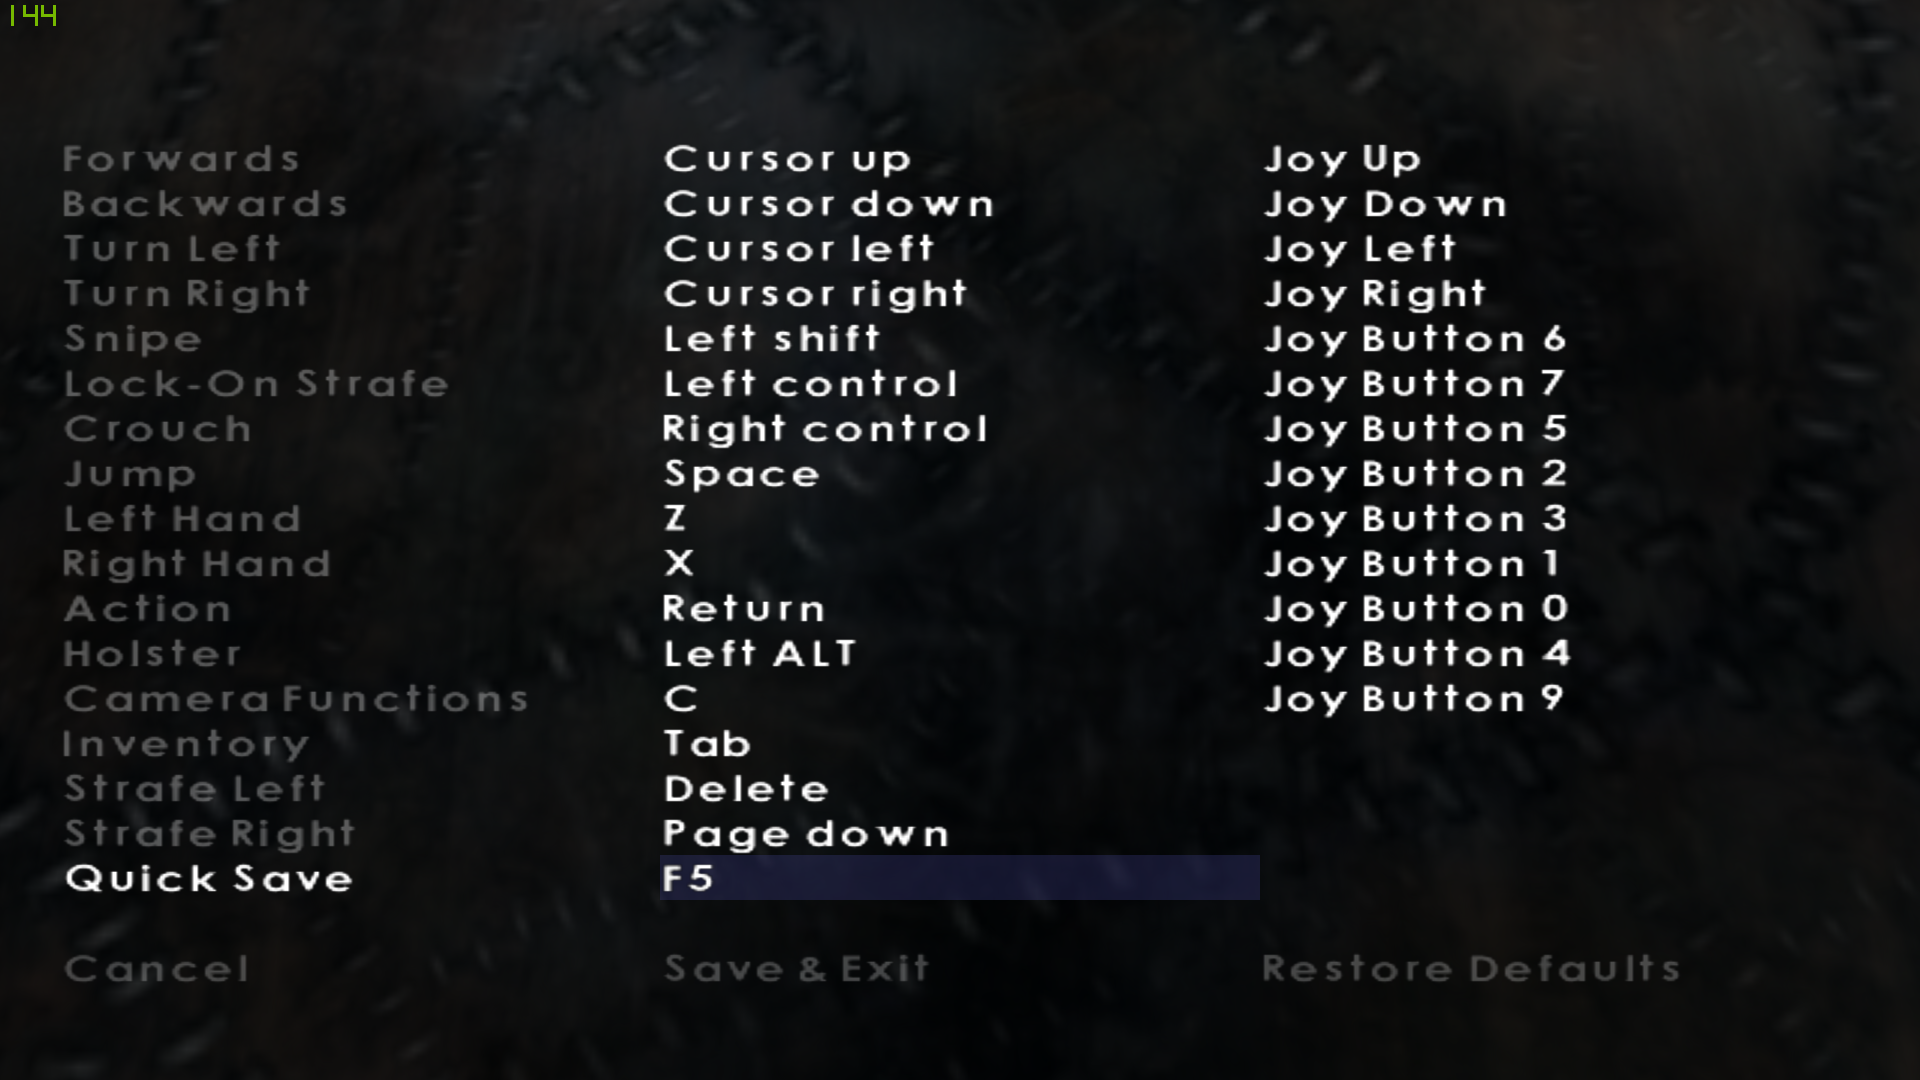 144
Forwards Cursor up Joy Up
Backwards Cursor down Joy Down
Turn Left Cursor left Joy Left
Turn Right Cursor right Joy Right
Snipe Left shift Joy Button 6
Lock-On Strafe Left control Joy Button 7
Crouch Right control Joy Button 5
Jump Space Joy Button 2
Left Hand Z Joy Button 3
Right Hand X Joy Button 1
Action Return Joy Button 0
Holster Left ALT Joy Button 4
Camera Functions C Joy Button 9
Inventory Tab
Strafe Left Delete
Strafe Right Page down
Quick Save F5
Cancel Save & Exit Restore Defaults